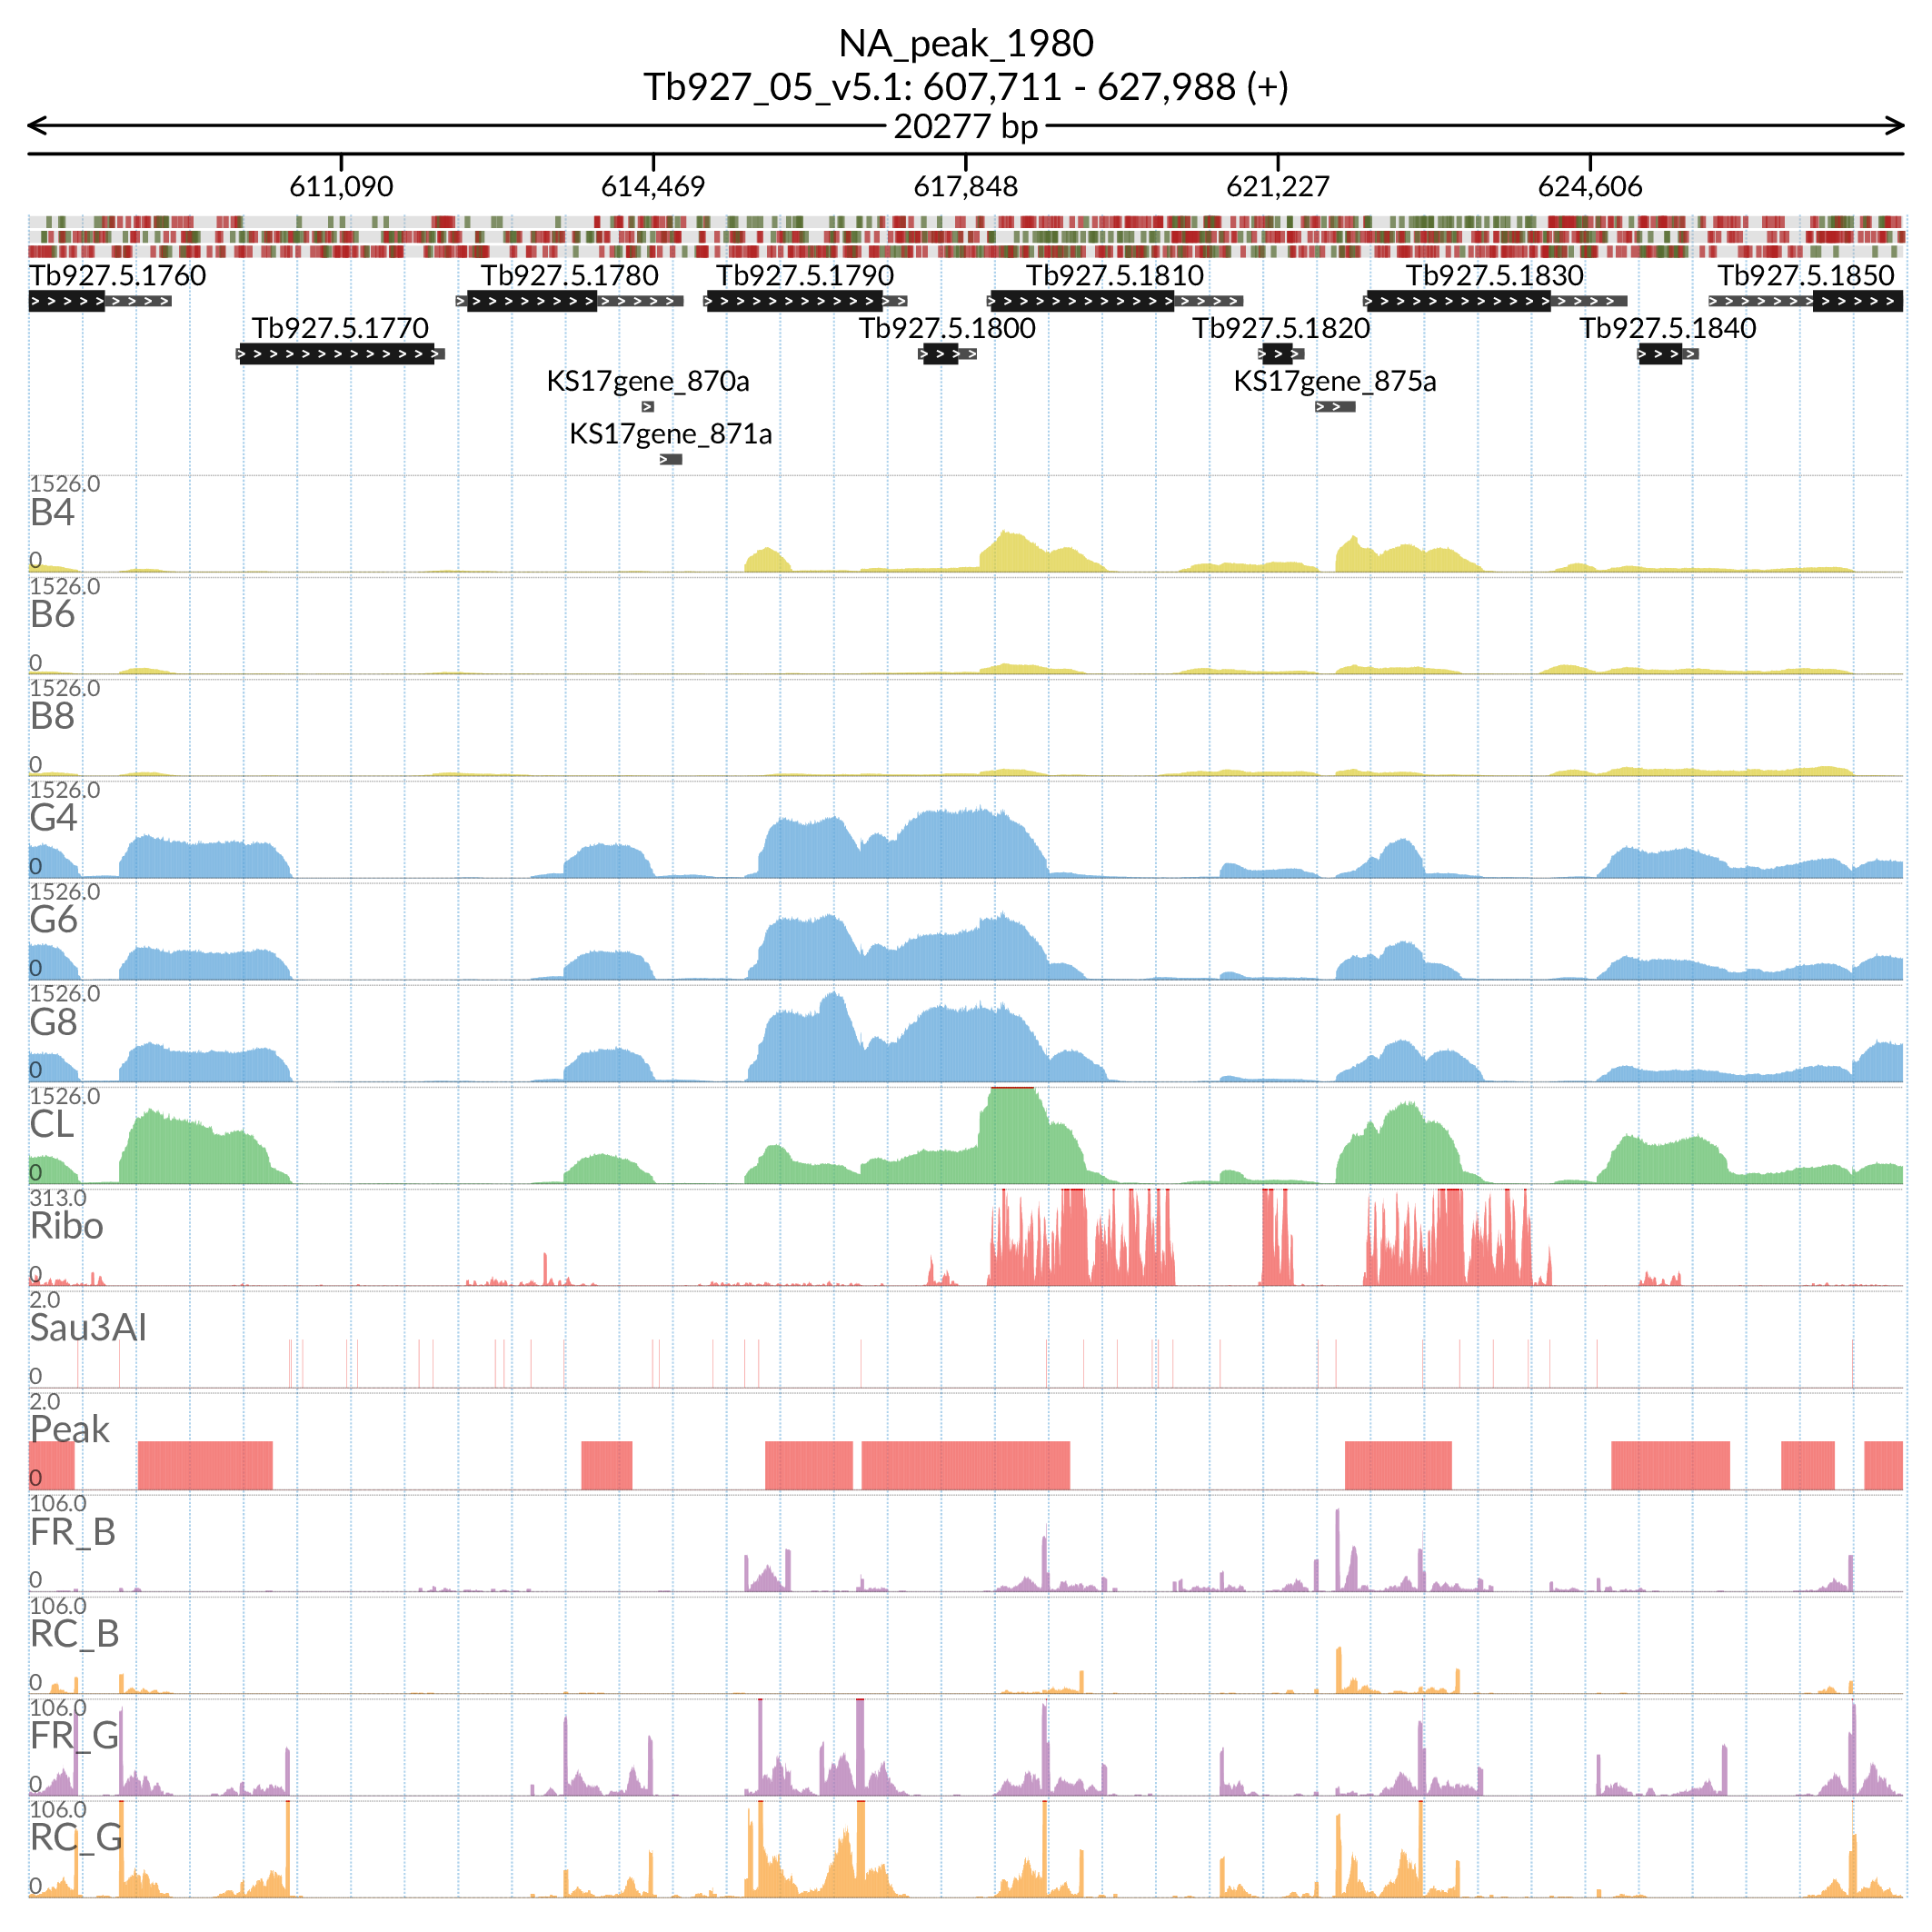 NA_peak_1980
Tb927_05_v5.1: 607,711 - 627,988 (+)
20277 bp
611,090 614,469 617,848 621,227 624,606
Tb927.5.1760 Tb927.5.1780 Tb927.5.1790 Tb927.5.1810 Tb927.5.1830 Tb927.5.1850
Tb927.5.1770 Tb927.5.1800 Tb927.5.1820 Tb927.5.1840
KS17gene_870a KS17gene_875a
KS17gene_871a
1526.0
B4
0
1526.0
B6
0
1526.0
B8
0
1526.0
G4
0
1526.0
G6
0
1526.0
G8
0
1526.0
CL
0
313.0
Ribo
0
2.0
Sau3AI
0
2.0
Peak
0
106.0
FR_B
0
106.0
RC_B
0
106.0
FR_G
0
106.0
RC_G
0